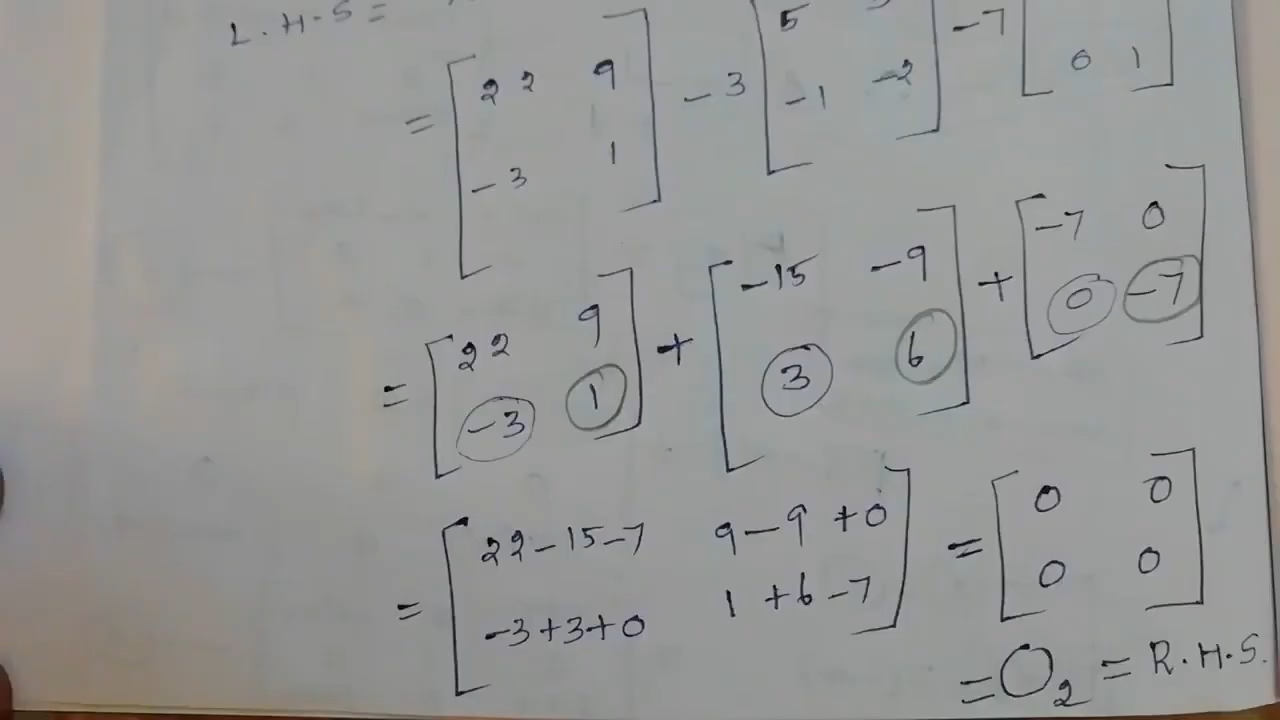 L.H.S =
= [ 22 9 ] - 3 [ 5 ] - 7 [ ]
[ -3 1 ] [ -1 -2 ] [ 0 1 ]
= [ 22 9 ] + [ -15 -9 ] + [ -7 0 ]
[ -3 1 ] [ 3 6 ] [ 0 -7 ]
= [ 22-15-7 9-9+0 ] = [ 0 0 ]
[ -3+3+0 1+6-7 ] [ 0 0 ]
= O₂ = R.H.S.